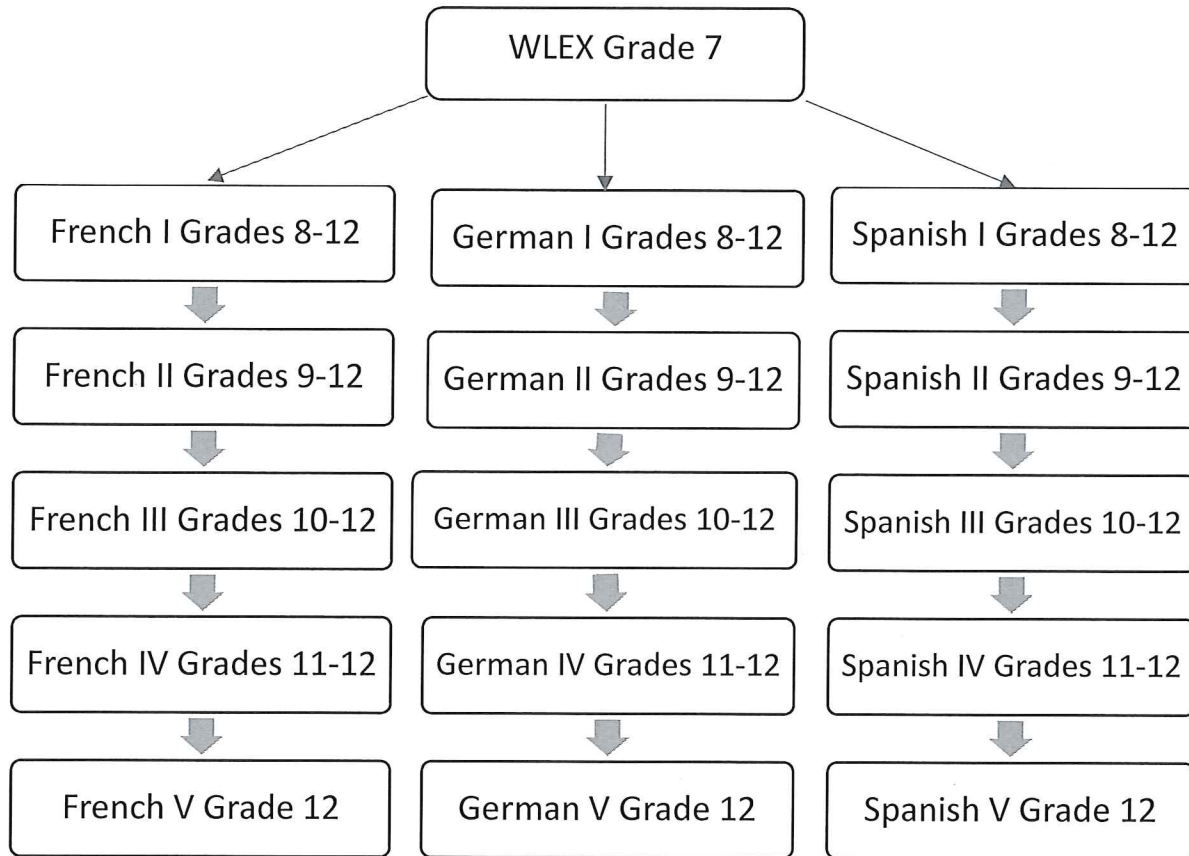 WLEX Grade 7
French I Grades 8-12
German I Grades 8-12
Spanish I Grades 8-12
French II Grades 9-12
German II Grades 9-12
Spanish II Grades 9-12
French III Grades 10-12
German III Grades 10-12
Spanish III Grades 10-12
French IV Grades 11-12
German IV Grades 11-12
Spanish IV Grades 11-12
French V Grade 12
German V Grade 12
Spanish V Grade 12